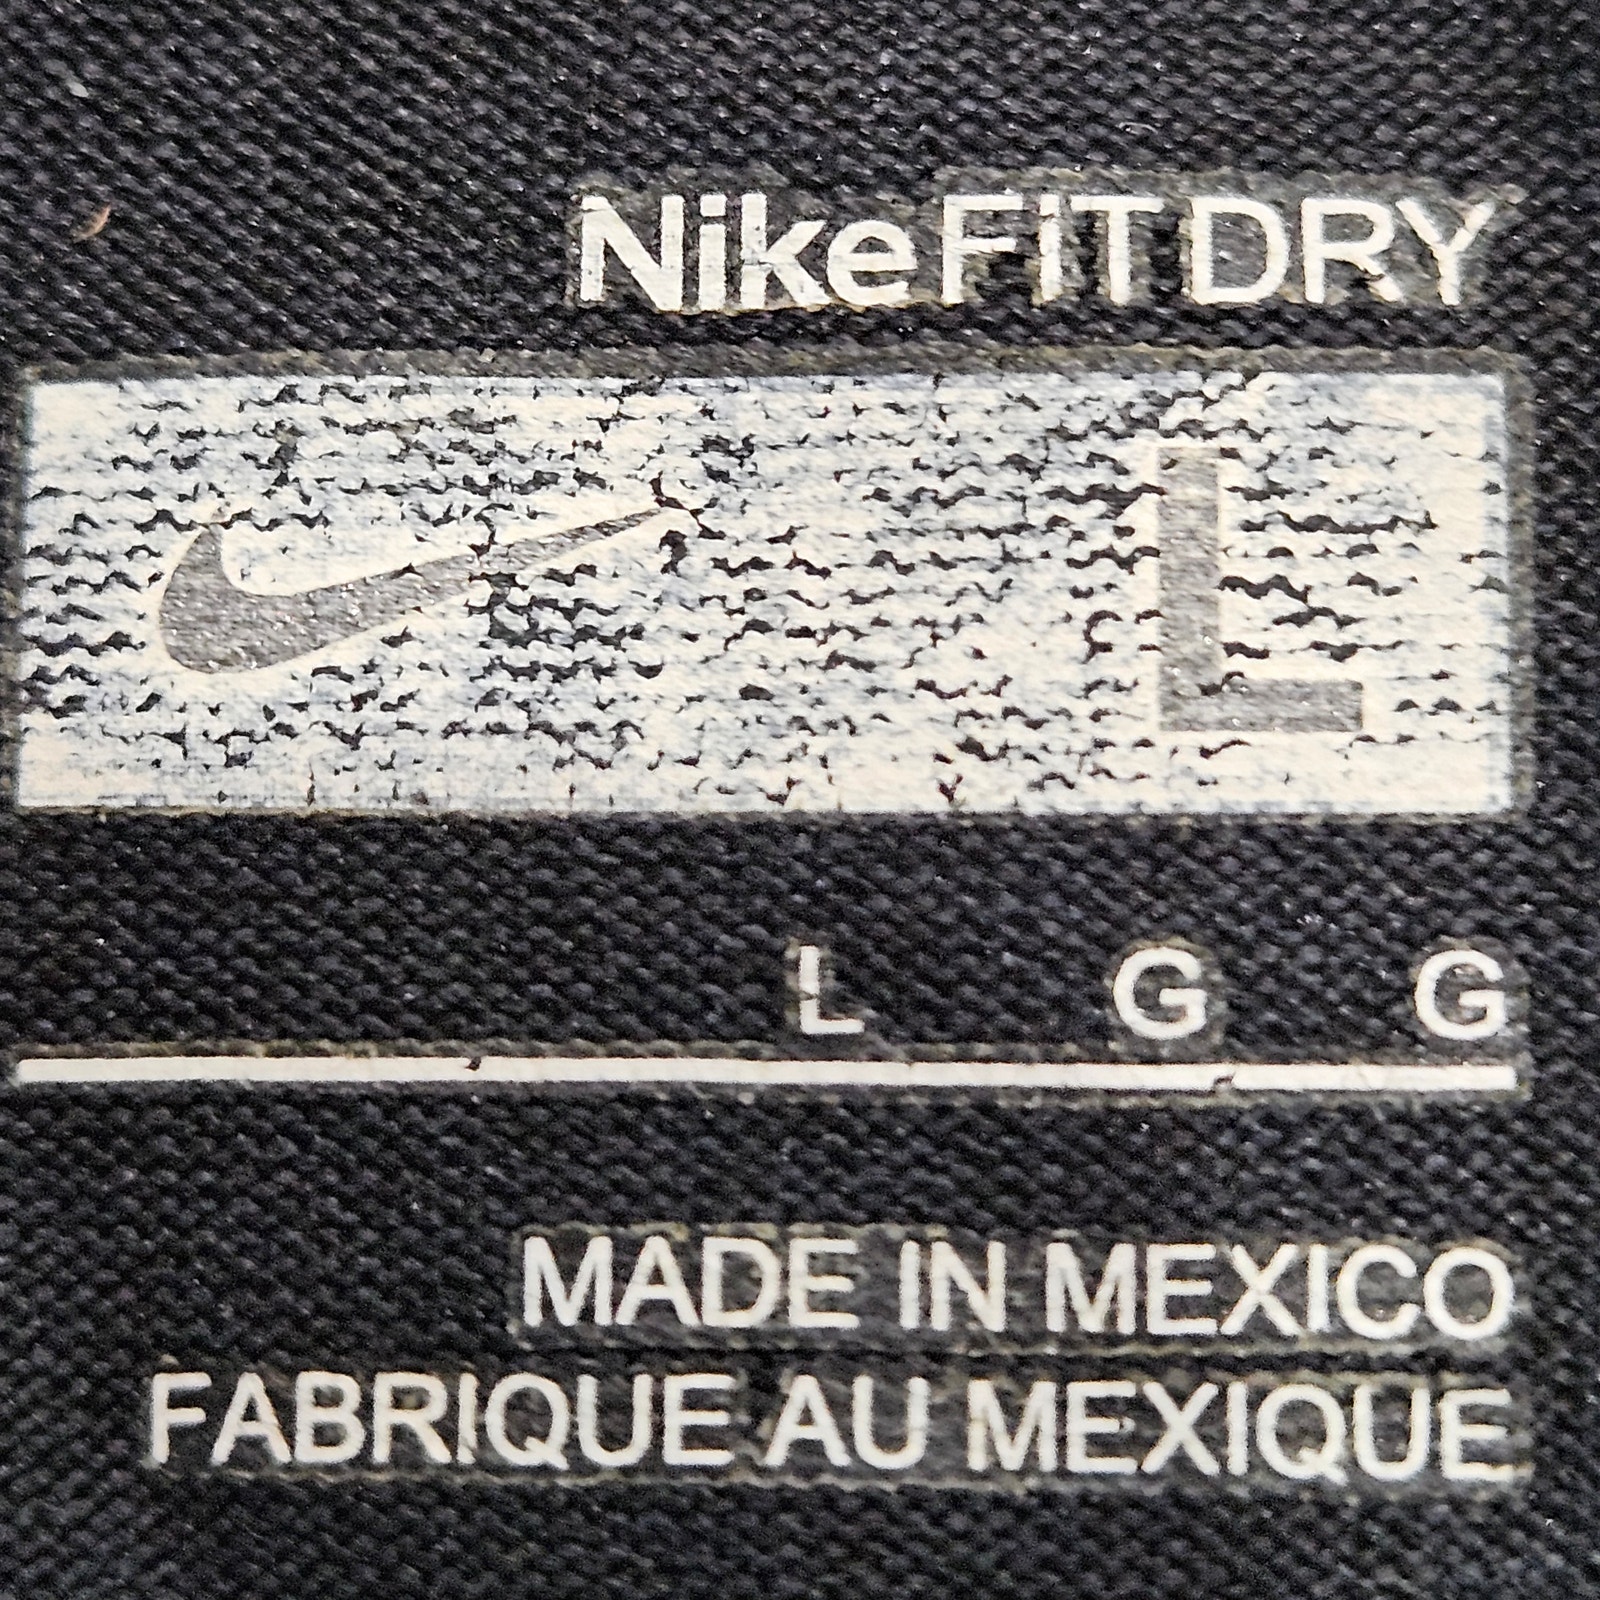 Nike FIT DRY
L
L G G
MADE IN MEXICO
FABRIQUE AU MEXIQUE